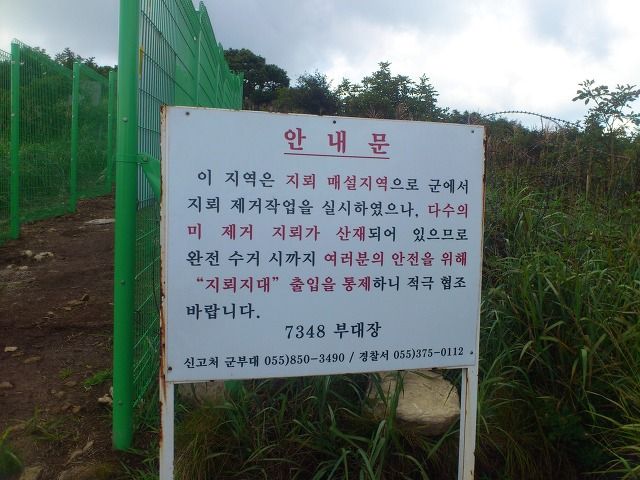 안 내 문
이 지역은 지뢰 매설지역으로 군에서
지뢰 제거작업을 실시하였으나, 다수의
미 제거 지뢰가 산재되어 있으므로
완전 수거 시까지 여러분의 안전을 위해
“지뢰지대” 출입을 통제하니 적극 협조
바랍니다.
7348 부대장
신고처 군부대 055)850-3490 / 경찰서 055)375-0112